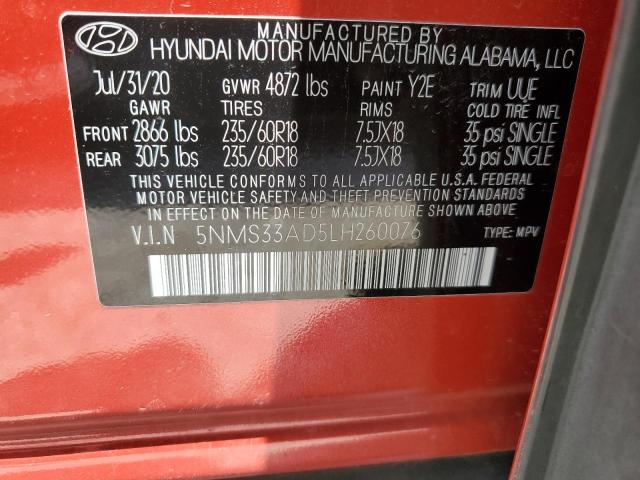 MANUFACTURED BY
HYUNDAI MOTOR MANUFACTURING ALABAMA, LLC
Jul/31/20 GVWR 4872 lbs PAINT Y2E TRIM UUE
GAWR TIRES RIMS COLD TIRE INFL
FRONT 2866 lbs 235/60R18 7.5JX18 35 psi SINGLE
REAR 3075 lbs 235/60R18 7.5JX18 35 psi SINGLE
THIS VEHICLE CONFORMS TO ALL APPLICABLE U.S.A. FEDERAL
MOTOR VEHICLE SAFETY AND THEFT PREVENTION STANDARDS
IN EFFECT ON THE DATE OF MANUFACTURE SHOWN ABOVE
V.I.N 5NMS33AD5LH260076 TYPE: MPV